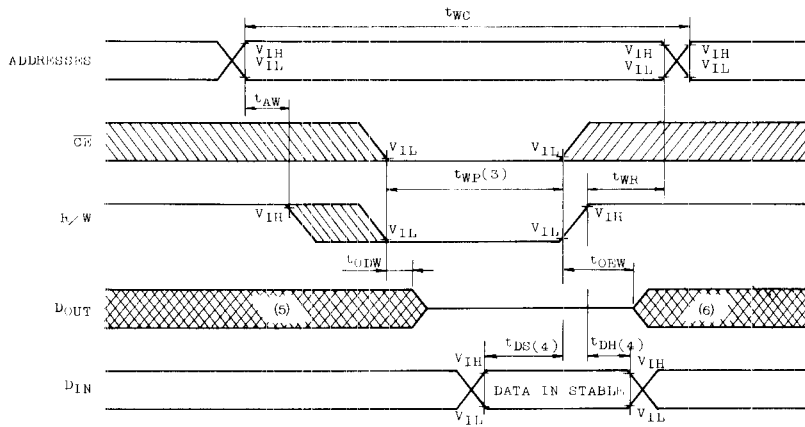 tWC
ADDRESSES
VIH
VIL
VIH
VIL
VIH
VIL
tAW
CE
VIL
VIL
tWP(3)
tWR
R/W
VIH
VIL
VIL
VIH
tODW
tOEW
DOUT
(5)
(6)
tDS(4)
tDH(4)
VIH
VIH
DIN
DATA IN STABLE
VIL
VIL